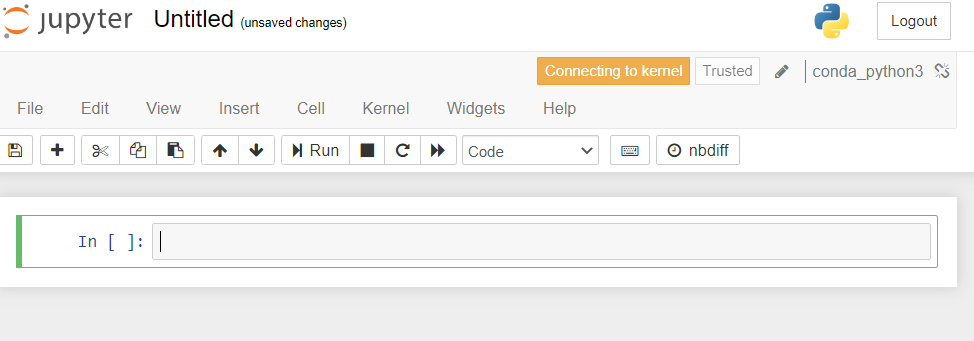 jupyter Untitled (unsaved changes) Logout
Connecting to kernel Trusted conda_python3
File Edit View Insert Cell Kernel Widgets Help
Run Code nbdiff
In [ ]: